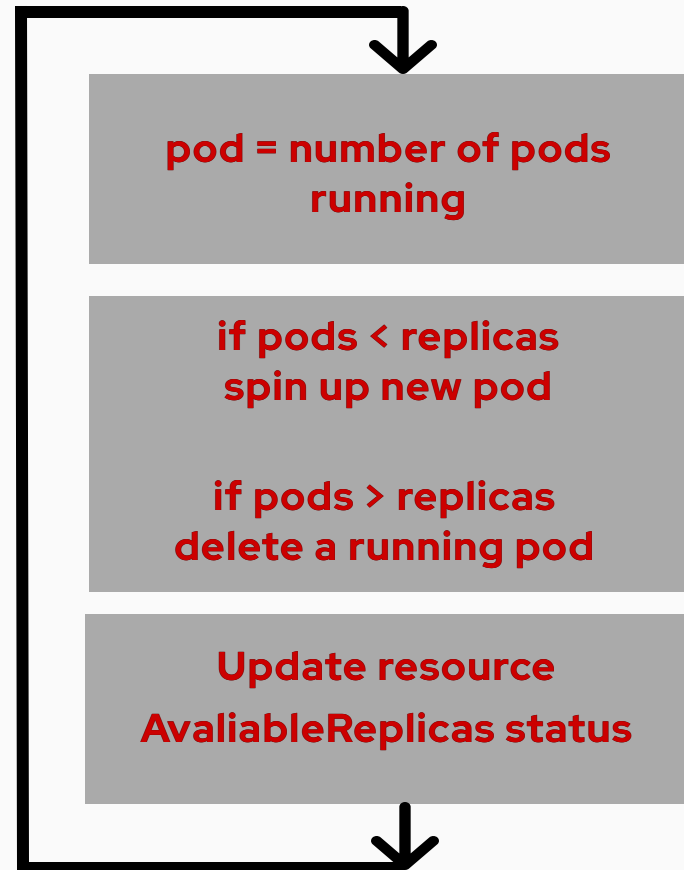 pod = number of pods
running
if pods < replicas
spin up new pod
if pods > replicas
delete a running pod
Update resource
AvaliableReplicas status